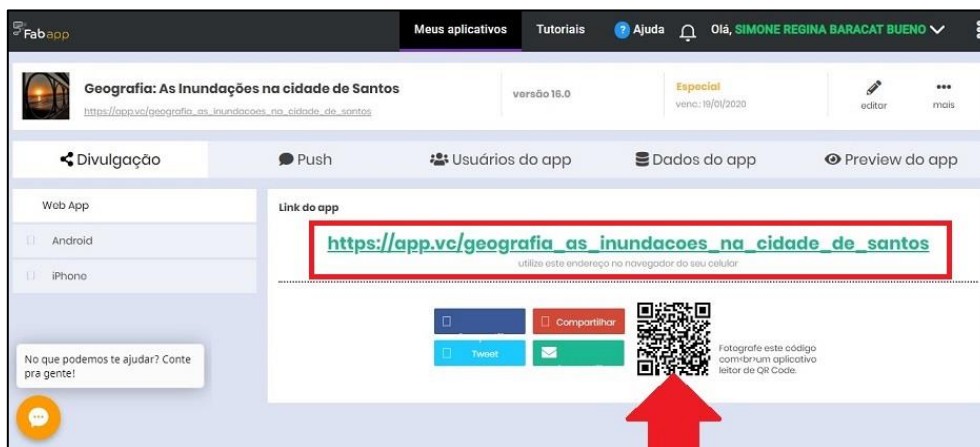 Fabapp
Meus aplicativos
Tutoriais
? Ajuda
Olá, SIMONE REGINA BARACAT BUENO
Geografia: As Inundações na cidade de Santos
https://app.vc/geografia_as_inundacoes_na_cidade_de_santos
versão 16.0
Especial
venc.: 19/01/2020
editar
mais
Divulgação
Push
Usuários do app
Dados do app
Preview do app
Web App
Android
iPhone
Link do app
https://app.vc/geografia_as_inundacoes_na_cidade_de_santos
utilize este endereço no navegador do seu celular
Compartilhar
Tweet
Fotografe este código
com<br>um aplicativo
leitor de QR Code.
No que podemos te ajudar? Conte
pra gente!